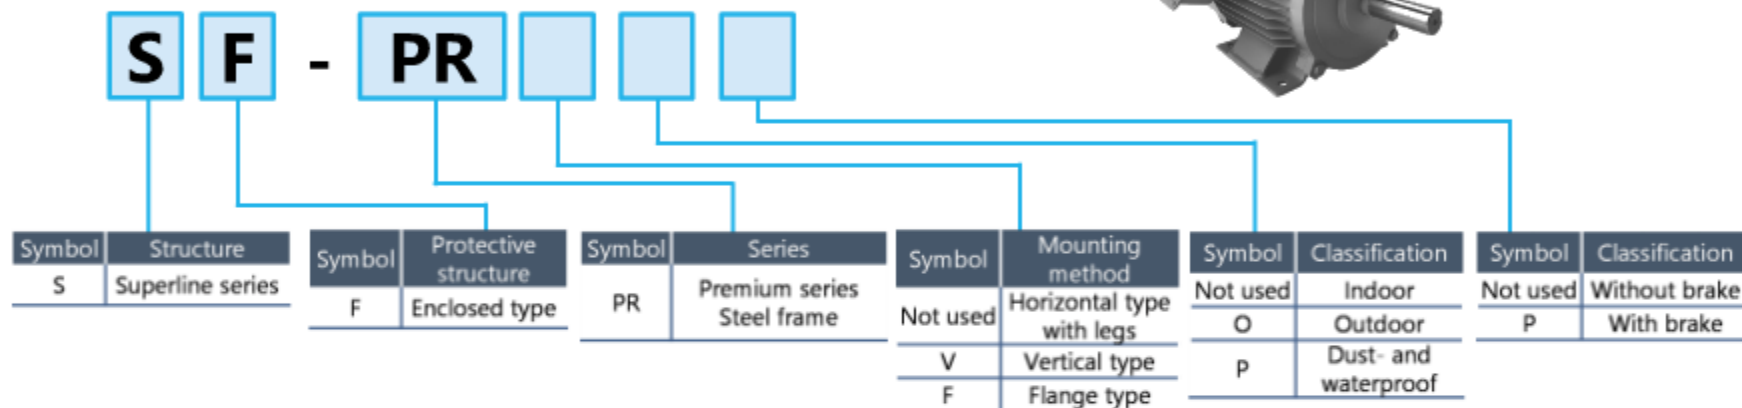 S F - PR
Symbol Structure
S Superline series
Symbol Protective
structure
F Enclosed type
Symbol Series
PR Premium series
Steel frame
Symbol Mounting
method
Not used Horizontal type
with legs
V Vertical type
F Flange type
Symbol Classification
Not used Indoor
O Outdoor
P Dust- and
waterproof
Symbol Classification
Not used Without brake
P With brake